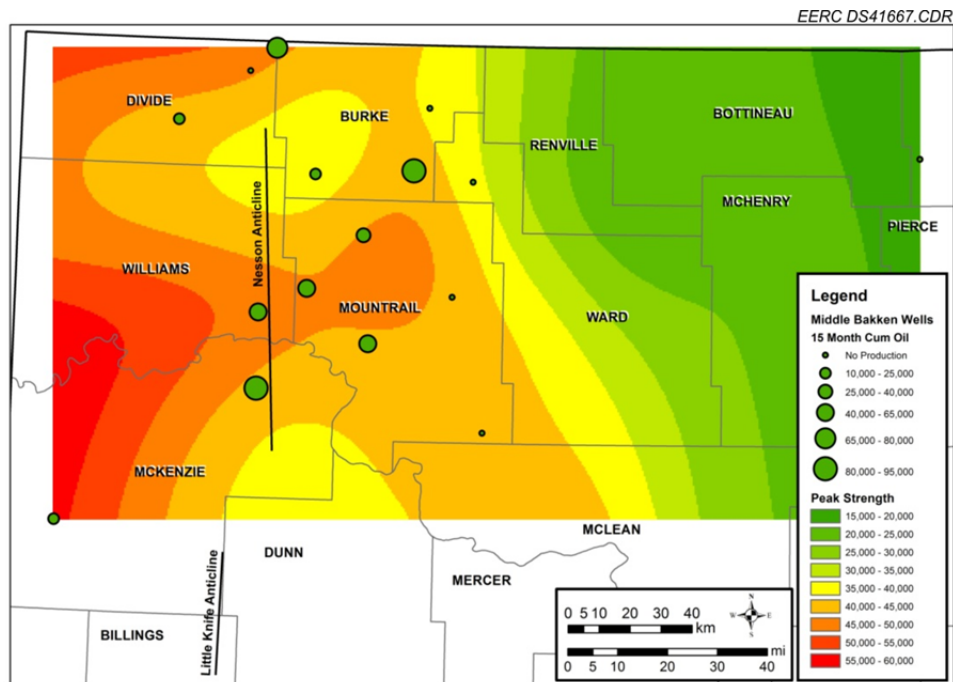 EERC DS41667.CDR
DIVIDE
BURKE
BOTTINEAU
RENVILLE
MCHENRY
PIERCE
Nesson Anticline
WILLIAMS
MOUNTRAIL
WARD
MCKENZIE
DUNN
MCLEAN
MERCER
BILLINGS
Little Knife Anticline
Legend
Middle Bakken Wells
15 Month Cum Oil
No Production
10,000 - 25,000
25,000 - 40,000
40,000 - 65,000
65,000 - 80,000
80,000 - 95,000
Peak Strength
15,000 - 20,000
20,000 - 25,000
25,000 - 30,000
30,000 - 35,000
35,000 - 40,000
40,000 - 45,000
45,000 - 50,000
50,000 - 55,000
55,000 - 60,000
N
W E
S
0 5 10 20 30 40
km
mi
0 5 10 20 30 40